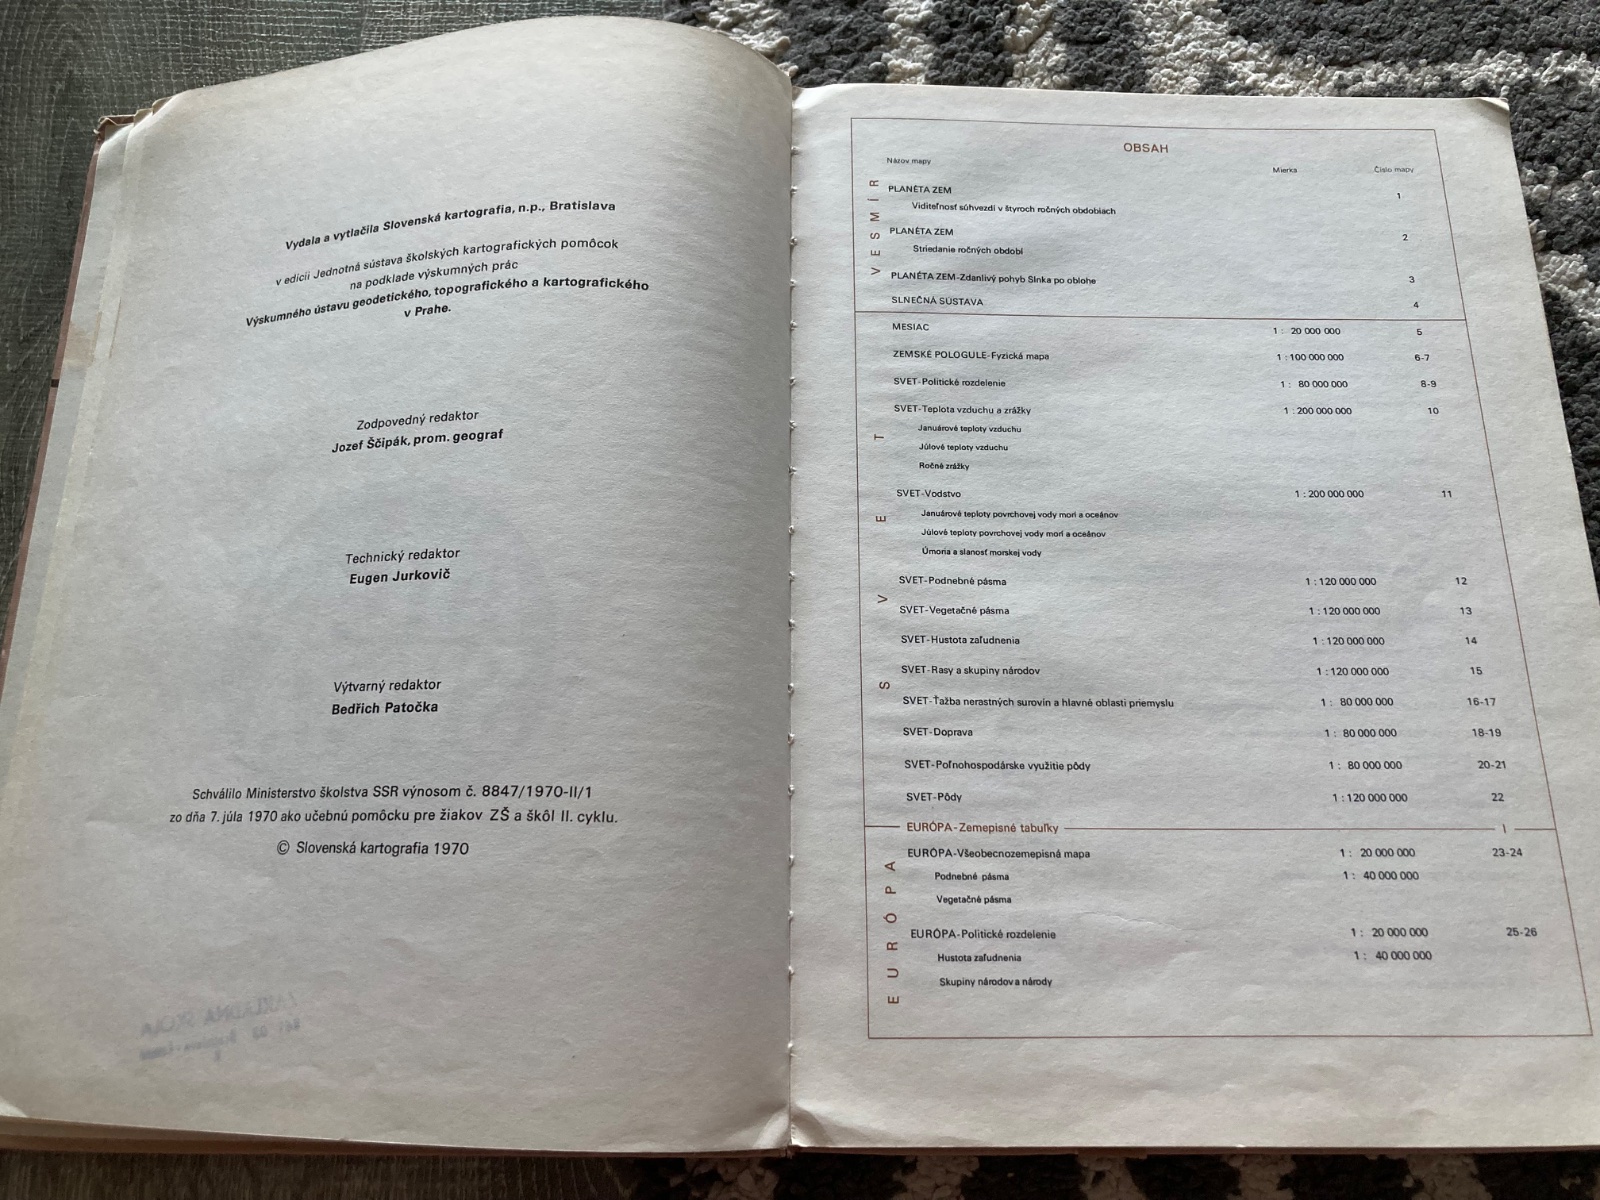 Vydala a vytlačila Slovenská kartografia, n.p., Bratislava
v edícii Jednotná sústava školských kartografických pomôcok
na podklade výskumných prác
Výskumného ústavu geodetického, topografického a kartografického
v Prahe.
Zodpovedný redaktor
Jozef Ščipák, prom. geograf
Technický redaktor
Eugen Jurkovič
Výtvarný redaktor
Bedřich Patočka
Schválilo Ministerstvo školstva SSR výnosom č. 8847/1970-II/1
zo dňa 7. júla 1970 ako učebnú pomôcku pre žiakov ZŠ a škôl II. cyklu.
© Slovenská kartografia 1970
ZÁKLADNÁ ŠKOLA
OBSAH
Názov mapy Mierka Číslo mapy
VESMÍR
PLANÉTA ZEM 1
Viditeľnosť súhvezdí v štyroch ročných obdobiach
PLANÉTA ZEM 2
Striedanie ročných období
PLANÉTA ZEM-Zdanlivý pohyb Slnka po oblohe 3
SLNEČNÁ SÚSTAVA 4
SVET
MESIAC 1 : 20 000 000 5
ZEMSKÉ POLOGULE-Fyzická mapa 1 : 100 000 000 6-7
SVET-Politické rozdelenie 1 : 80 000 000 8-9
SVET-Teplota vzduchu a zrážky 1 : 200 000 000 10
Januárové teploty vzduchu
Júlové teploty vzduchu
Ročné zrážky
SVET-Vodstvo 1 : 200 000 000 11
Januárové teploty povrchovej vody morí a oceánov
Júlové teploty povrchovej vody morí a oceánov
Úmoria a slanosť morskej vody
SVET-Podnebné pásma 1 : 120 000 000 12
SVET-Vegetačné pásma 1 : 120 000 000 13
SVET-Hustota zaľudnenia 1 : 120 000 000 14
SVET-Rasy a skupiny národov 1 : 120 000 000 15
SVET-Ťažba nerastných surovín a hlavné oblasti priemyslu 1 : 80 000 000 16-17
SVET-Doprava 1 : 80 000 000 18-19
SVET-Poľnohospodárske využitie pôdy 1 : 80 000 000 20-21
SVET-Pôdy 1 : 120 000 000 22
EURÓPA
EURÓPA-Zemepisné tabuľky I
EURÓPA-Všeobecnozemepisná mapa 1 : 20 000 000 23-24
Podnebné pásma 1 : 40 000 000
Vegetačné pásma
EURÓPA-Politické rozdelenie 1 : 20 000 000 25-26
Hustota zaľudnenia 1 : 40 000 000
Skupiny národov a národy